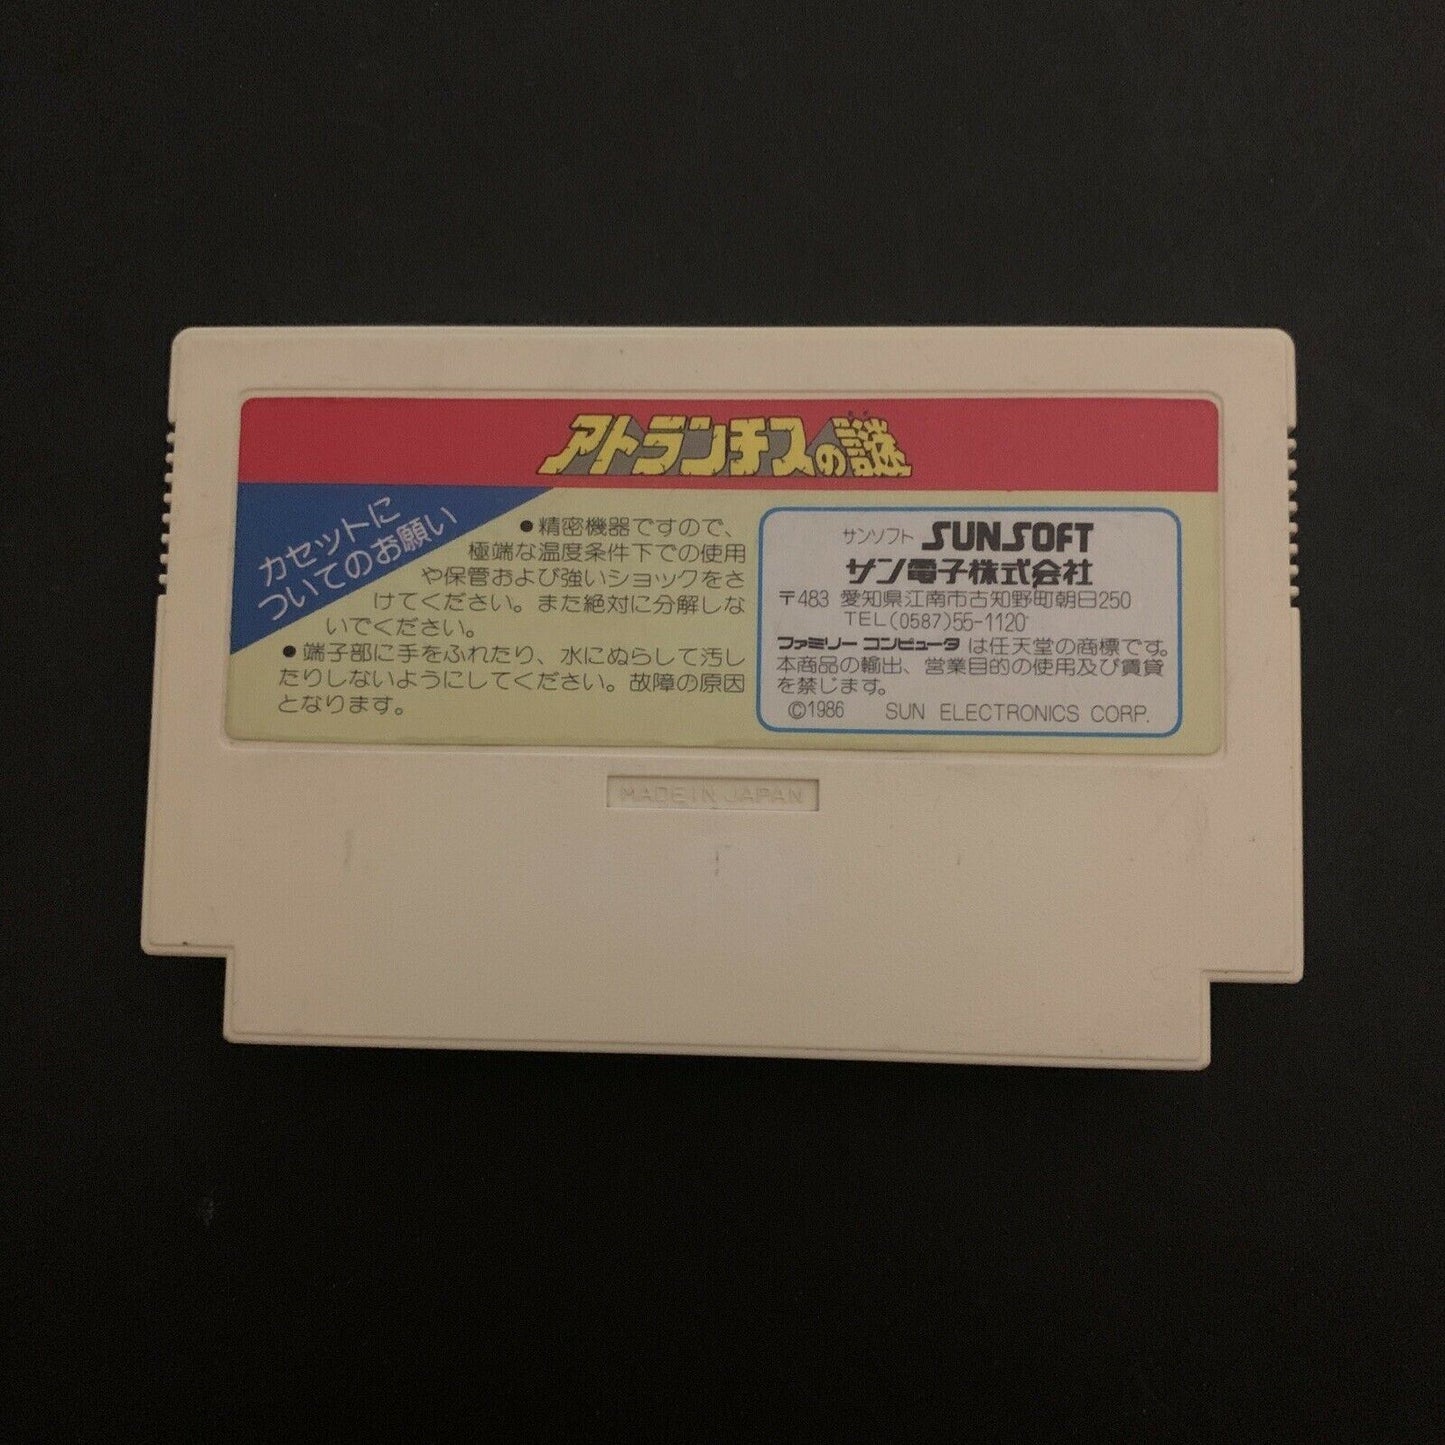 アトランチスの謎
カセットに
ついてのお願い
●精密機器ですので、
極端な温度条件下での使用
や保管および強いショックをさ
けてください。また絶対に分解しな
いでください。
●端子部に手をふれたり、水にぬらして汚し
たりしないようにしてください。故障の原因
となります。
サンソフト SUNSOFT
サン電子株式会社
〒483 愛知県江南市古知野町朝日250
TEL(0587)55-1120
ファミリーコンピュータは任天堂の商標です。
本商品の輸出、営業目的の使用及び賃貸
を禁じます。
©1986 SUN ELECTRONICS CORP.
MADE IN JAPAN